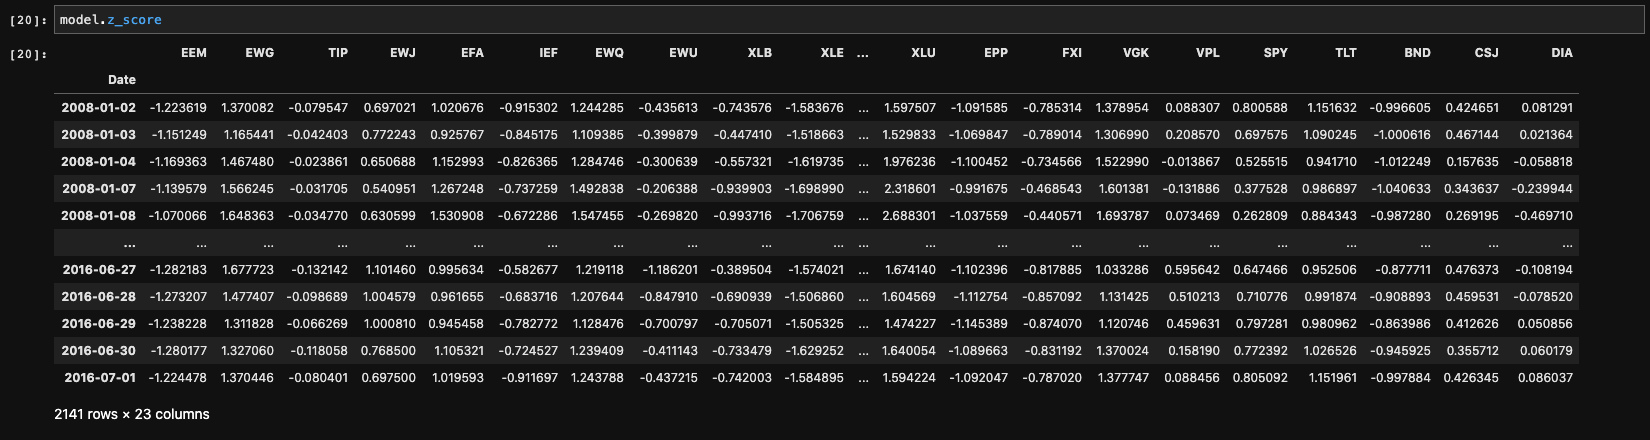 [20]: model.z_score
[20]: EEM EWG TIP EWJ EFA IEF EWQ EWU XLB XLE ... XLU EPP FXI VGK VPL SPY TLT BND CSJ DIA
Date
2008-01-02 -1.223619 1.370082 -0.079547 0.697021 1.020676 -0.915302 1.244285 -0.435613 -0.743576 -1.583676 ... 1.597507 -1.091585 -0.785314 1.378954 0.088307 0.800588 1.151632 -0.996605 0.424651 0.081291
2008-01-03 -1.151249 1.165441 -0.042403 0.772243 0.925767 -0.845175 1.109385 -0.399879 -0.447410 -1.518663 ... 1.529833 -1.069847 -0.789014 1.306990 0.208570 0.697575 1.090245 -1.000616 0.467144 0.021364
2008-01-04 -1.169363 1.467480 -0.023861 0.650688 1.152993 -0.826365 1.284746 -0.300639 -0.557321 -1.619735 ... 1.976236 -1.100452 -0.734566 1.522990 -0.013867 0.525515 0.941710 -1.012249 0.157635 -0.058818
2008-01-07 -1.139579 1.566245 -0.031705 0.540951 1.267248 -0.737259 1.492838 -0.206388 -0.939903 -1.698990 ... 2.318601 -0.991675 -0.468543 1.601381 -0.131886 0.377528 0.986897 -1.040633 0.343637 -0.239944
2008-01-08 -1.070066 1.648363 -0.034770 0.630599 1.530908 -0.672286 1.547455 -0.269820 -0.993716 -1.706759 ... 2.688301 -1.037559 -0.440571 1.693787 0.073469 0.262809 0.884343 -0.987280 0.269195 -0.469710
... ... ... ... ... ... ... ... ... ... ... ... ... ... ... ... ... ... ... ... ... ...
2016-06-27 -1.282183 1.677723 -0.132142 1.101460 0.995634 -0.582677 1.219118 -1.186201 -0.389504 -1.574021 ... 1.674140 -1.102396 -0.817885 1.033286 0.595642 0.647466 0.952506 -0.877711 0.476373 -0.108194
2016-06-28 -1.273207 1.477407 -0.098689 1.004579 0.961655 -0.683716 1.207644 -0.847910 -0.690939 -1.506860 ... 1.604569 -1.112754 -0.857092 1.131425 0.510213 0.710776 0.991874 -0.908893 0.459531 -0.078520
2016-06-29 -1.238228 1.311828 -0.066269 1.000810 0.945458 -0.782772 1.128476 -0.700797 -0.705071 -1.505325 ... 1.474227 -1.145389 -0.874070 1.120746 0.459631 0.797281 0.980962 -0.863986 0.412626 0.050856
2016-06-30 -1.280177 1.327060 -0.118058 0.768500 1.105321 -0.724527 1.239409 -0.411143 -0.733479 -1.629252 ... 1.640054 -1.089663 -0.831192 1.370024 0.158190 0.772392 1.026526 -0.945925 0.355712 0.060179
2016-07-01 -1.224478 1.370446 -0.080401 0.697500 1.019593 -0.911697 1.243788 -0.437215 -0.742003 -1.584895 ... 1.594224 -1.092047 -0.787020 1.377747 0.088456 0.805092 1.151961 -0.997884 0.426345 0.086037
2141 rows × 23 columns